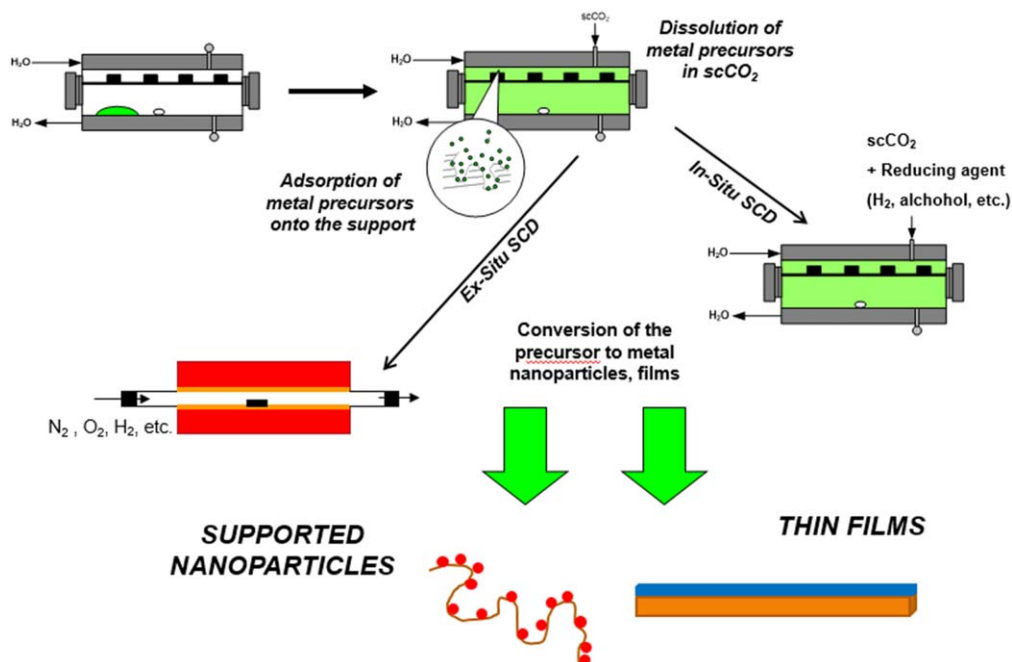 H₂O
H₂O
scCO₂
H₂O
H₂O
Dissolution of
metal precursors
in scCO₂
Adsorption of
metal precursors
onto the support
Ex-Situ SCD
In-Situ SCD
scCO₂
+ Reducing agent
(H₂, alchohol, etc.)
H₂O
H₂O
Conversion of the
precursor to metal
nanoparticles, films
N₂ , O₂, H₂, etc.
SUPPORTED
NANOPARTICLES
THIN FILMS